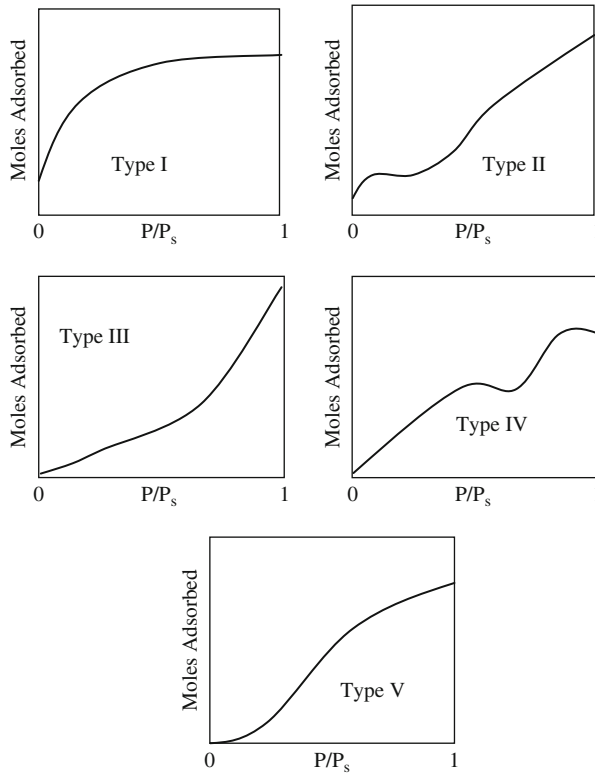 Moles Adsorbed
Type I
0 P/Pₛ 1
Moles Adsorbed
Type II
0 P/Pₛ
Moles Adsorbed
Type III
0 P/Pₛ 1
Moles Adsorbed
Type IV
0 P/Pₛ
Moles Adsorbed
Type V
0 P/Pₛ 1